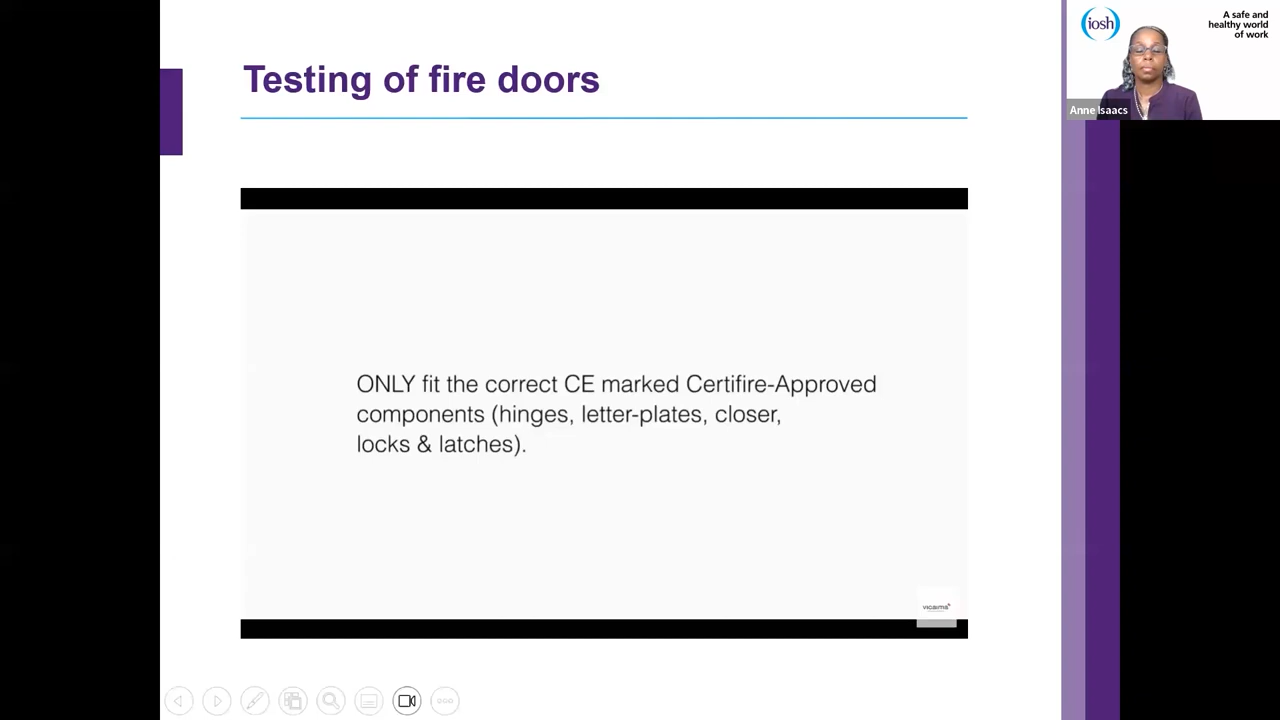 Testing of fire doors
ONLY fit the correct CE marked Certifire-Approved
components (hinges, letter-plates, closer,
locks & latches).
vicaima
iosh
A safe and
healthy world
of work
Anne Isaacs